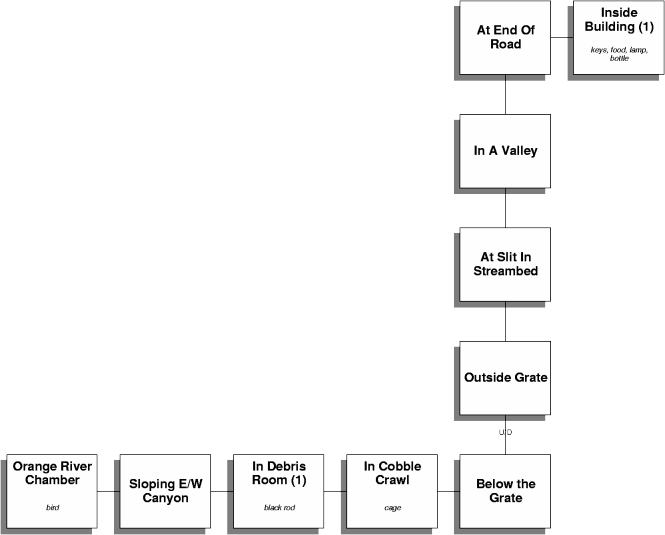 At End Of
Road
Inside
Building (1)
keys, food, lamp,
bottle
In A Valley
At Slit In
Streambed
Outside Grate
U/D
Orange River
Chamber
bird
Sloping E/W
Canyon
In Debris
Room (1)
black rod
In Cobble
Crawl
cage
Below the
Grate